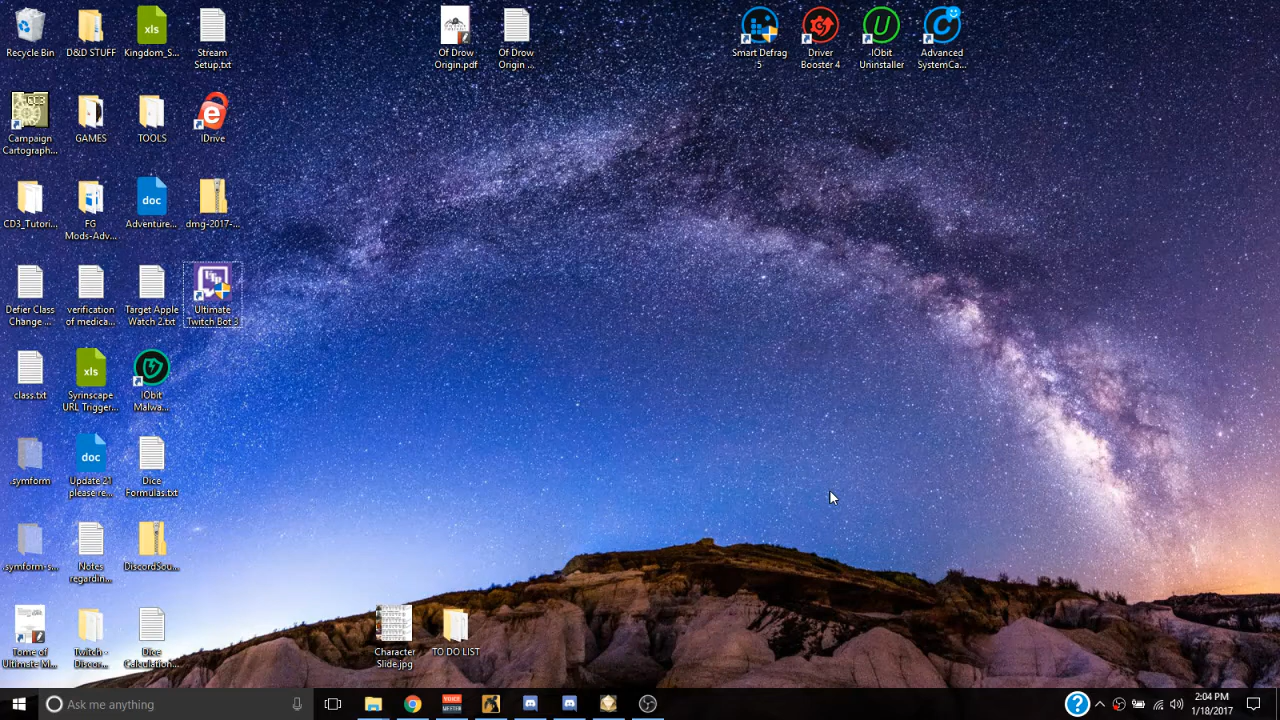 Recycle Bin
D&D STUFF
Kingdom_S...
xls
Stream
Setup.txt
Of Drow
Origin.pdf
Of Drow
Origin ...
Smart Defrag
5
Driver
Booster 4
IObit
Uninstaller
Advanced
SystemCa...
CC3
Campaign
Cartograph...
GAMES
TOOLS
e
IDrive
CD3_Tutori...
FG
Mods-Adv...
doc
Adventure...
dmg-2017-...
Defier Class
Change ...
verification
of medica...
Target Apple
Watch 2.txt
UTB
Ultimate
Twitch Bot 3
class.txt
xls
Syrinscape
URL Trigger...
IObit
Malwa...
.symform
doc
Update 21
please re...
Dice
Formulas.txt
.symform-s...
Notes
regardin...
DiscordSou...
Tome of
Ultimate M...
Twitch -
Discor...
Dice
Calculation...
Character
Slide.jpg
TO DO LIST
Ask me anything
VOICE
MEETER
?
2:04 PM
1/18/2017